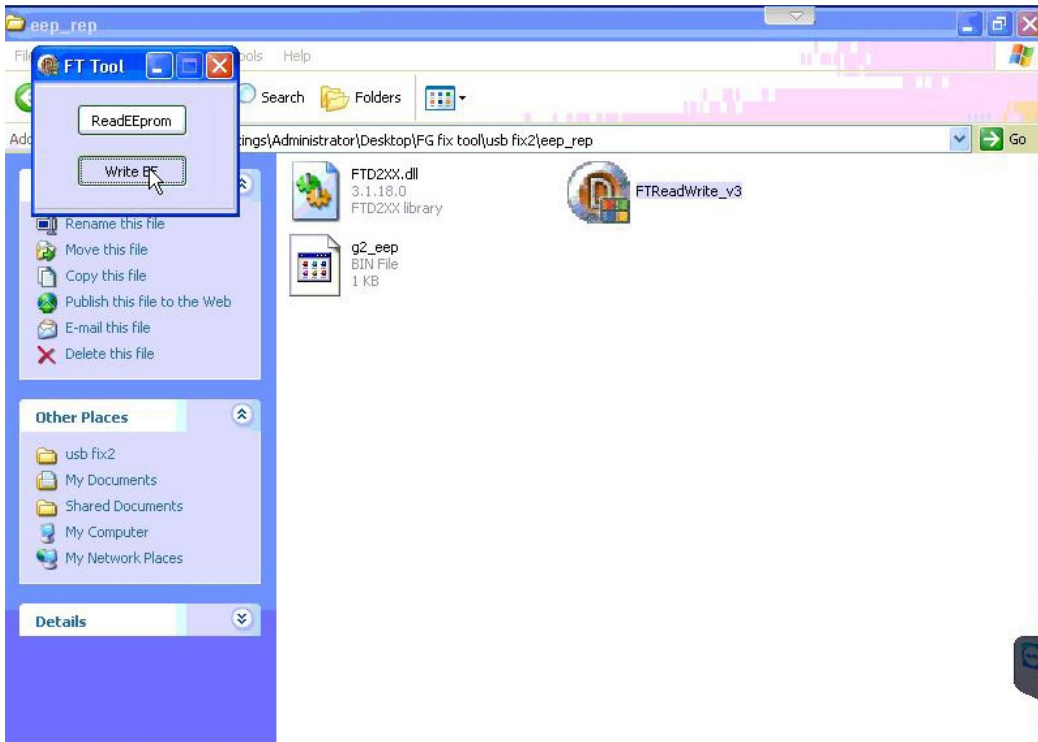 eep_rep
ools Help
FT Tool
Search Folders
ReadEEprom
tings\Administrator\Desktop\FG fix tool\usb fix2\eep_rep Go
Write
FTD2XX.dll
3.1.18.0
FTD2XX library
FTReadWrite_v3
g2_eep
BIN File
1 KB
Rename this file
Move this file
Copy this file
Publish this file to the Web
E-mail this file
Delete this file
Other Places
usb fix2
My Documents
Shared Documents
My Computer
My Network Places
Details